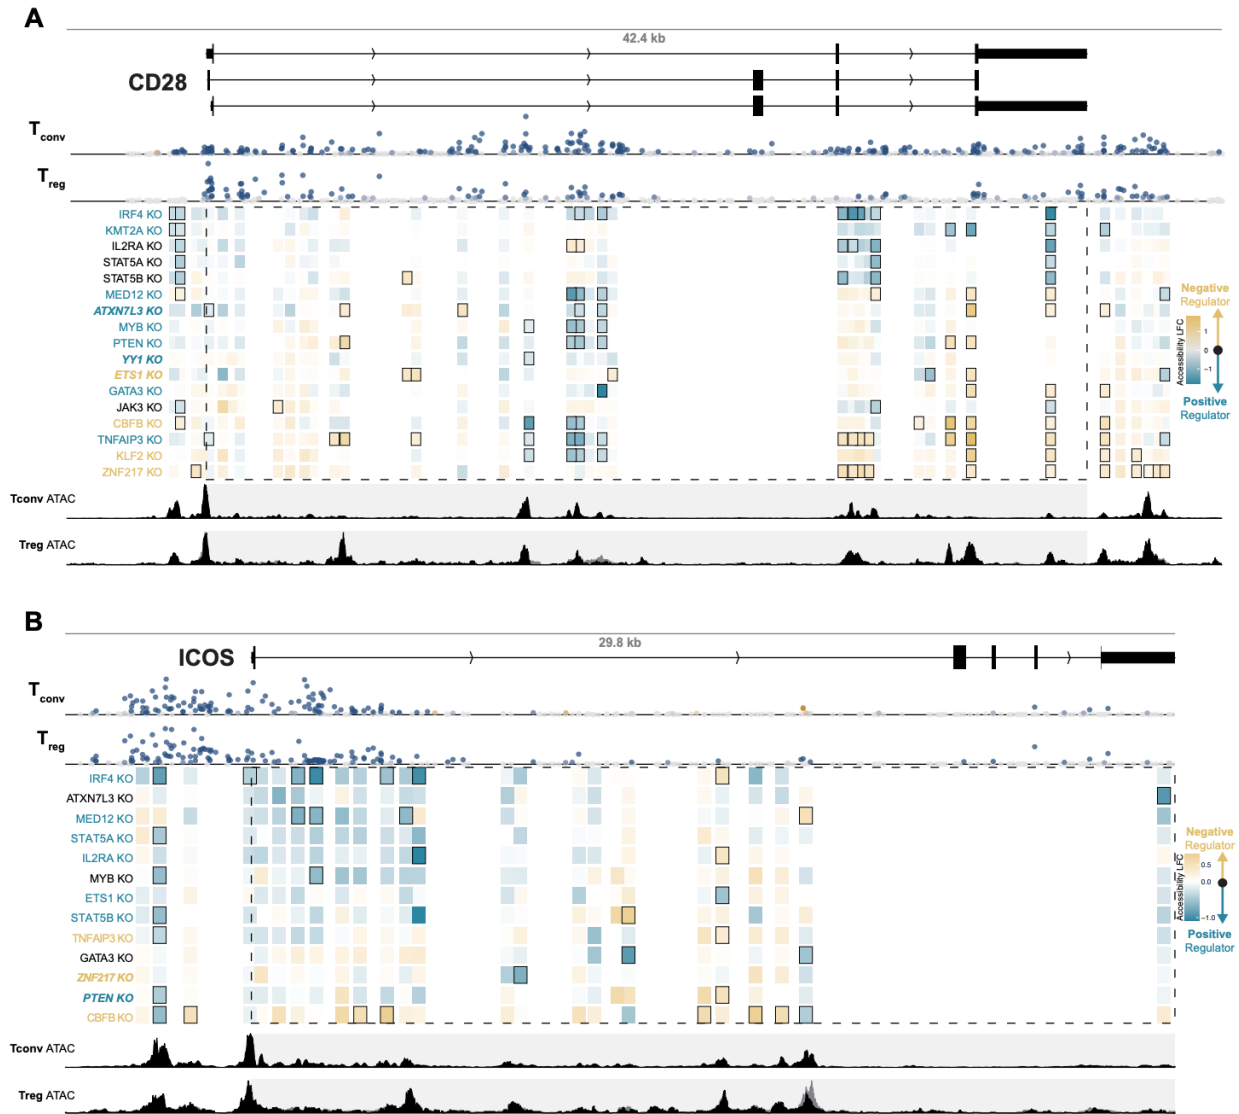 A
42.4 kb
CD28
Tconv
Treg
IRF4 KO
KMT2A KO
IL2RA KO
STAT5A KO
STAT5B KO
MED12 KO
ATXN7L3 KO
MYB KO
PTEN KO
YY1 KO
ETS1 KO
GATA3 KO
JAK3 KO
CBFB KO
TNFAIP3 KO
KLF2 KO
ZNF217 KO
Negative
Regulator
Accessibility LFC
1
0
−1
Positive
Regulator
Tconv ATAC
Treg ATAC
B
29.8 kb
ICOS
Tconv
Treg
IRF4 KO
ATXN7L3 KO
MED12 KO
STAT5A KO
IL2RA KO
MYB KO
ETS1 KO
STAT5B KO
TNFAIP3 KO
GATA3 KO
ZNF217 KO
PTEN KO
CBFB KO
Negative
Regulator
Accessibility LFC
0.5
0.0
−1.0
Positive
Regulator
Tconv ATAC
Treg ATAC